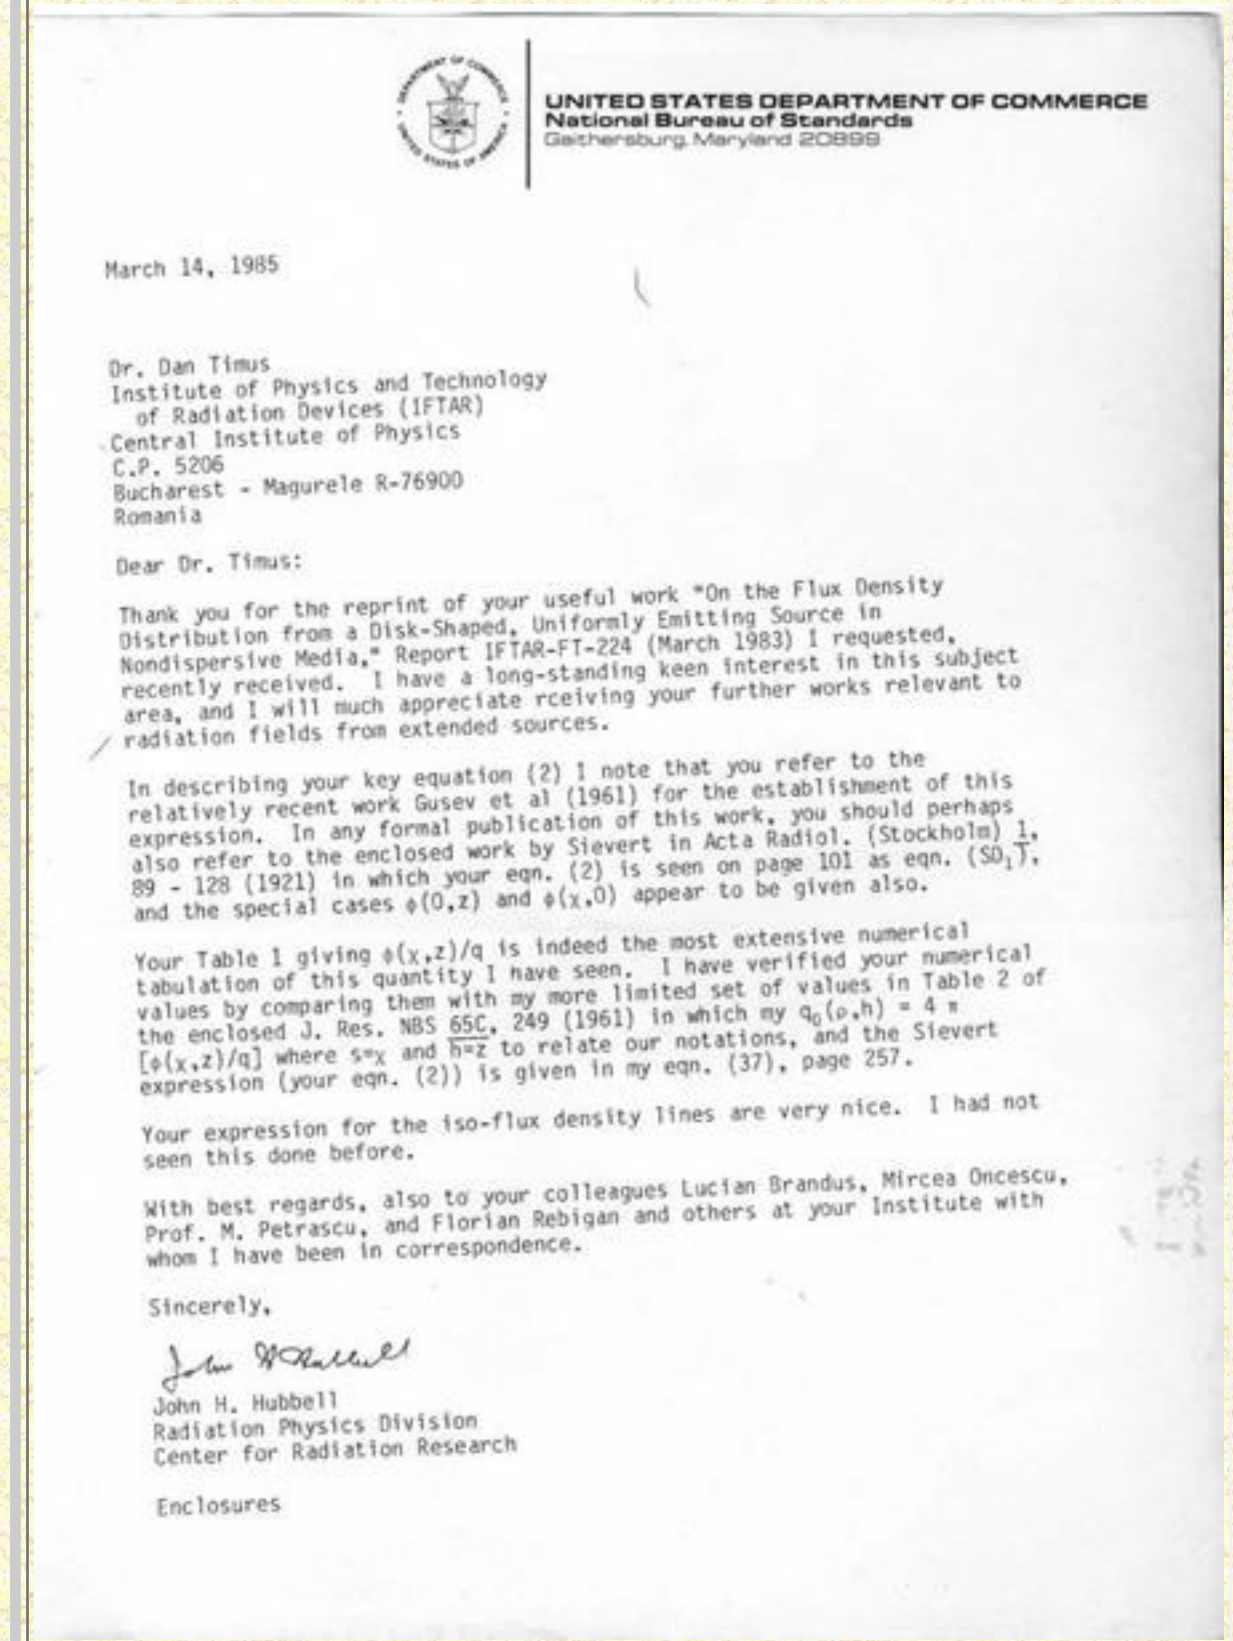 DEPARTMENT OF COMMERCE
UNITED STATES OF AMERICA
UNITED STATES DEPARTMENT OF COMMERCE
National Bureau of Standards
Gaithersburg, Maryland 20899
March 14, 1985
Dr. Dan Timus
Institute of Physics and Technology
of Radiation Devices (IFTAR)
Central Institute of Physics
C.P. 5206
Bucharest - Magurele R-76900
Romania
Dear Dr. Timus:
Thank you for the reprint of your useful work "On the Flux Density
Distribution from a Disk-Shaped, Uniformly Emitting Source in
Nondispersive Media," Report IFTAR-FT-224 (March 1983) I requested,
recently received. I have a long-standing keen interest in this subject
area, and I will much appreciate rceiving your further works relevant to
radiation fields from extended sources.
In describing your key equation (2) I note that you refer to the
relatively recent work Gusev et al (1961) for the establishment of this
expression. In any formal publication of this work, you should perhaps
also refer to the enclosed work by Sievert in Acta Radiol. (Stockholm) 1,
89 - 128 (1921) in which your eqn. (2) is seen on page 101 as eqn. (SD₁),
and the special cases ϕ(0,z) and ϕ(x,0) appear to be given also.
Your Table 1 giving ϕ(x,z)/q is indeed the most extensive numerical
tabulation of this quantity I have seen. I have verified your numerical
values by comparing them with my more limited set of values in Table 2 of
the enclosed J. Res. NBS 65C, 249 (1961) in which my q₀(ρ,h) = 4 π
[ϕ(x,z)/q] where s=x and h=z to relate our notations, and the Sievert
expression (your eqn. (2)) is given in my eqn. (37), page 257.
Your expression for the iso-flux density lines are very nice. I had not
seen this done before.
With best regards, also to your colleagues Lucian Brandus, Mircea Oncescu,
Prof. M. Petrascu, and Florian Rebigan and others at your Institute with
whom I have been in correspondence.
Sincerely,
John H Hubbell
John H. Hubbell
Radiation Physics Division
Center for Radiation Research
Enclosures